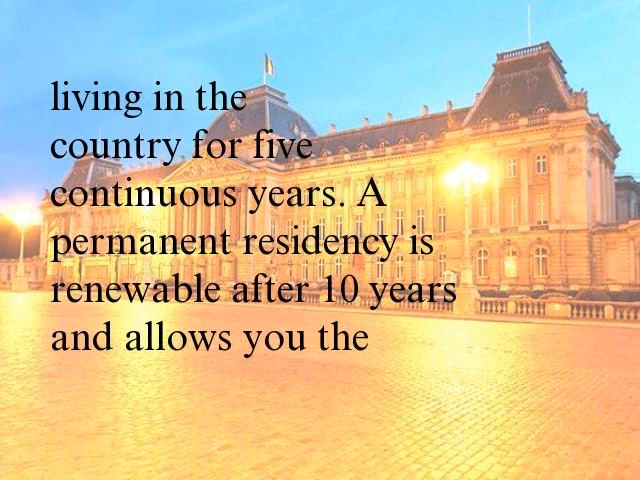 living in the
country for five
continuous years. A
permanent residency is
renewable after 10 years
and allows you the